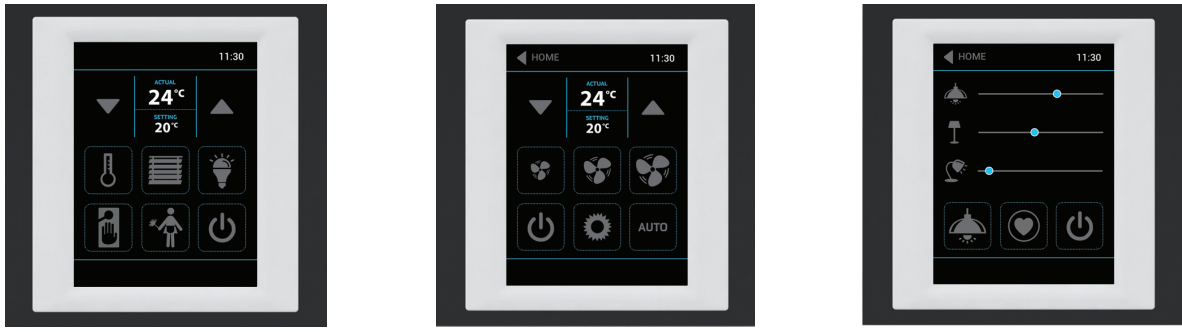 11:30
ACTUAL
24°C
SETTING
20°C
HOME 11:30
ACTUAL
24°C
SETTING
20°C
AUTO
HOME 11:30